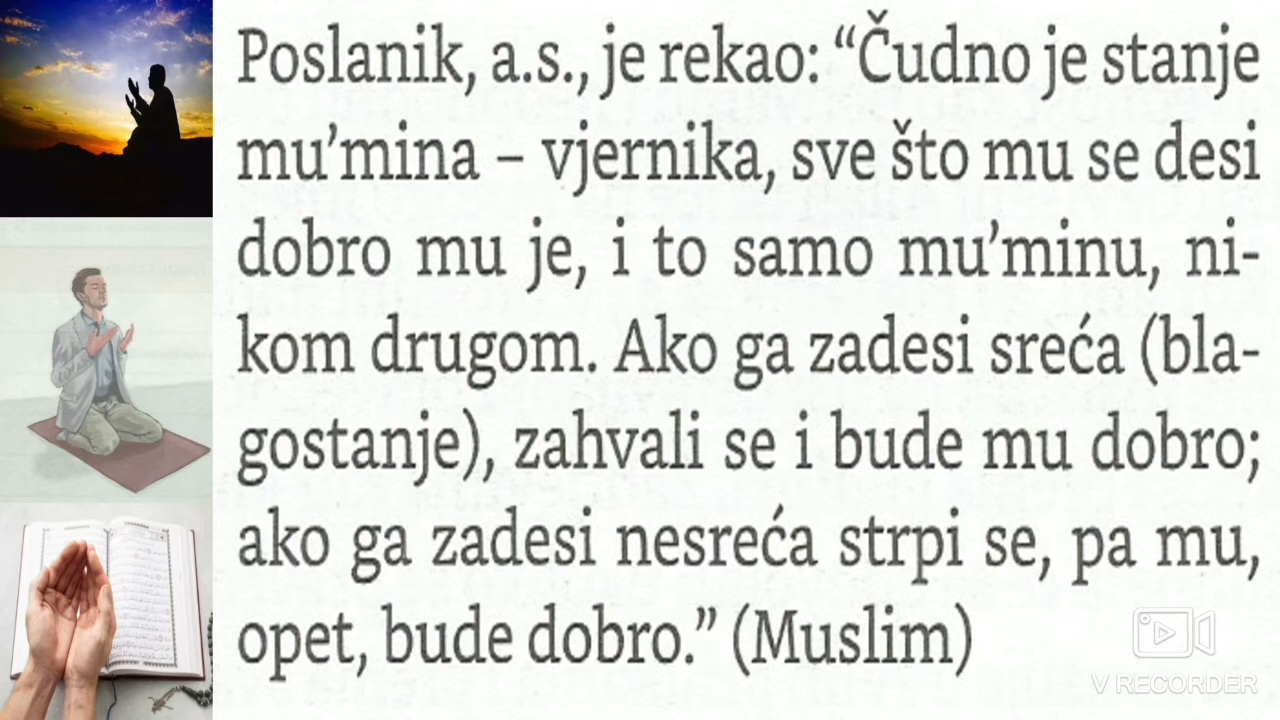 Poslanik, a.s., je rekao: “Čudno je stanje
mu’mina – vjernika, sve što mu se desi
dobro mu je, i to samo mu’minu, ni-
kom drugom. Ako ga zadesi sreća (bla-
gostanje), zahvali se i bude mu dobro;
ako ga zadesi nesreća strpi se, pa mu,
opet, bude dobro.” (Muslim)
V RECORDER